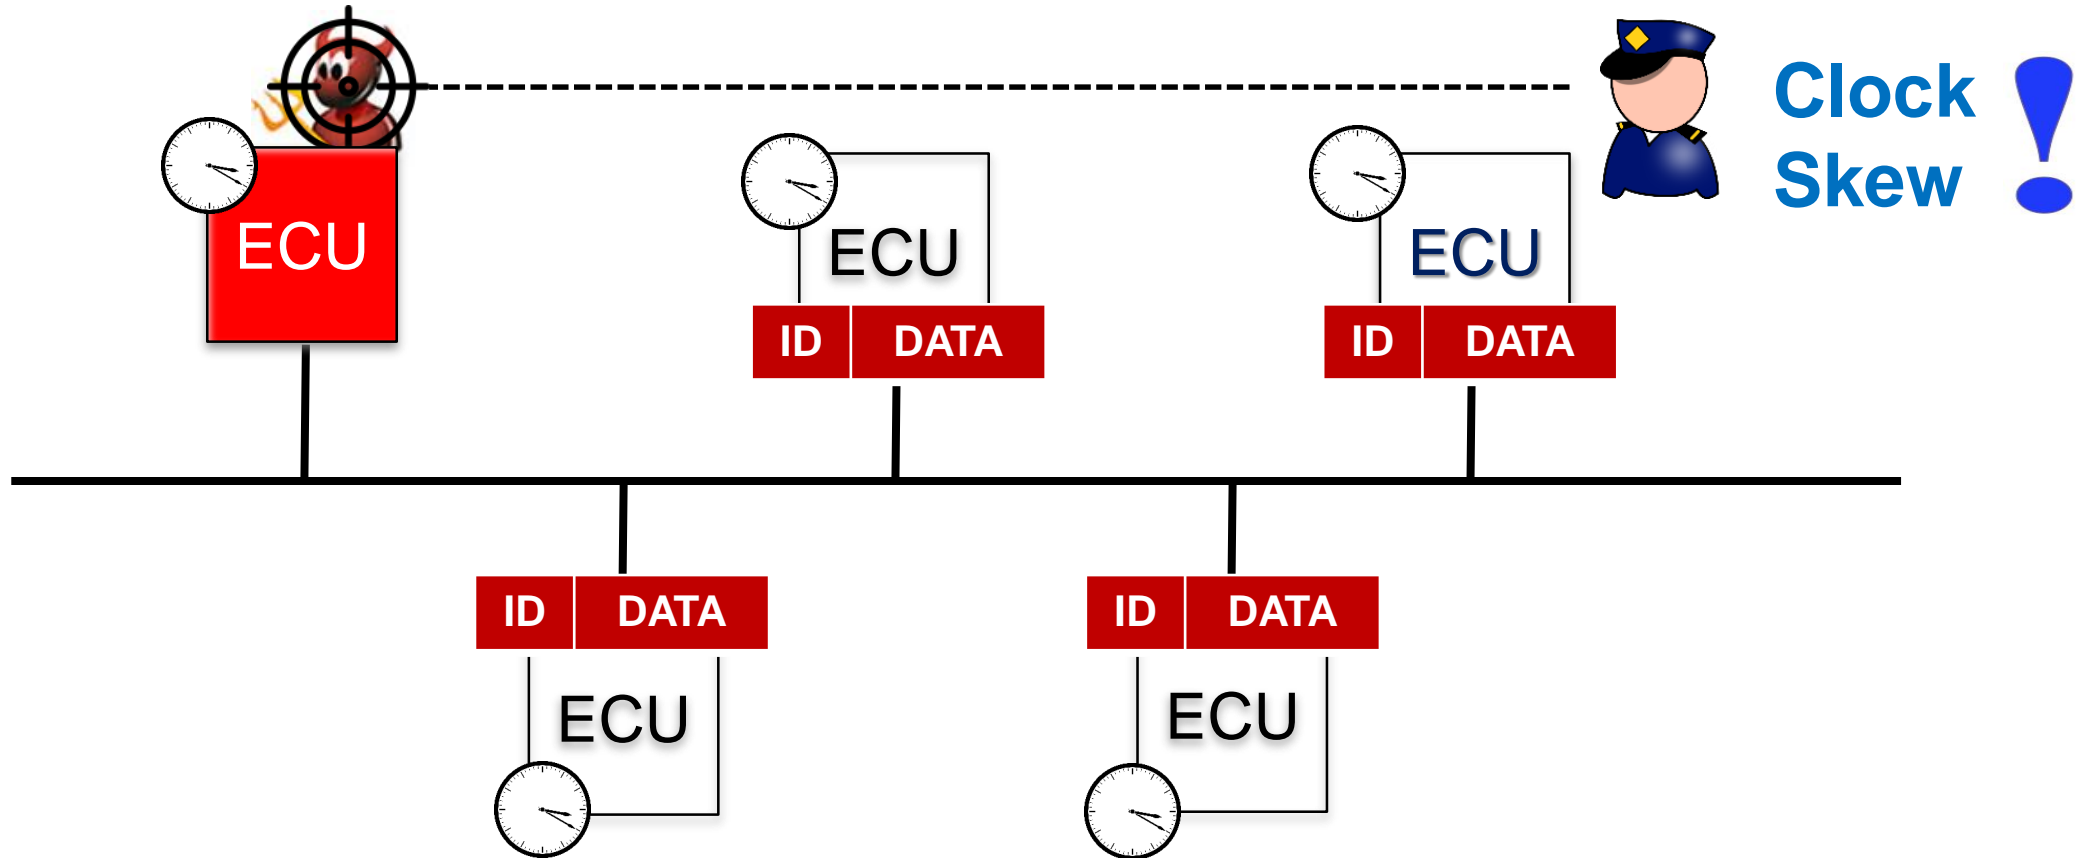 Clock
Skew
ECU
ECU
ECU
ID DATA
ID DATA
ID DATA
ID DATA
ECU
ECU